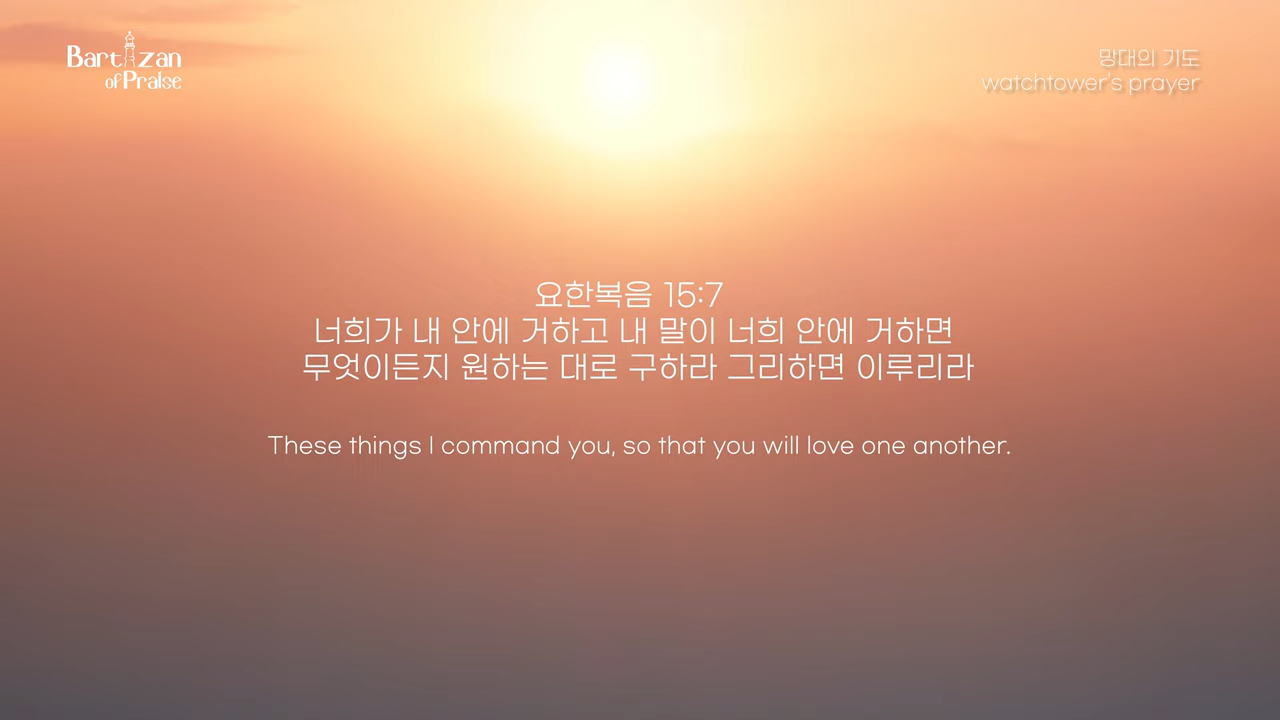 Bartizan
of Praise
망대의 기도
watchtower's prayer
요한복음 15:7
너희가 내 안에 거하고 내 말이 너희 안에 거하면
무엇이든지 원하는 대로 구하라 그리하면 이루리라
These things I command you, so that you will love one another.